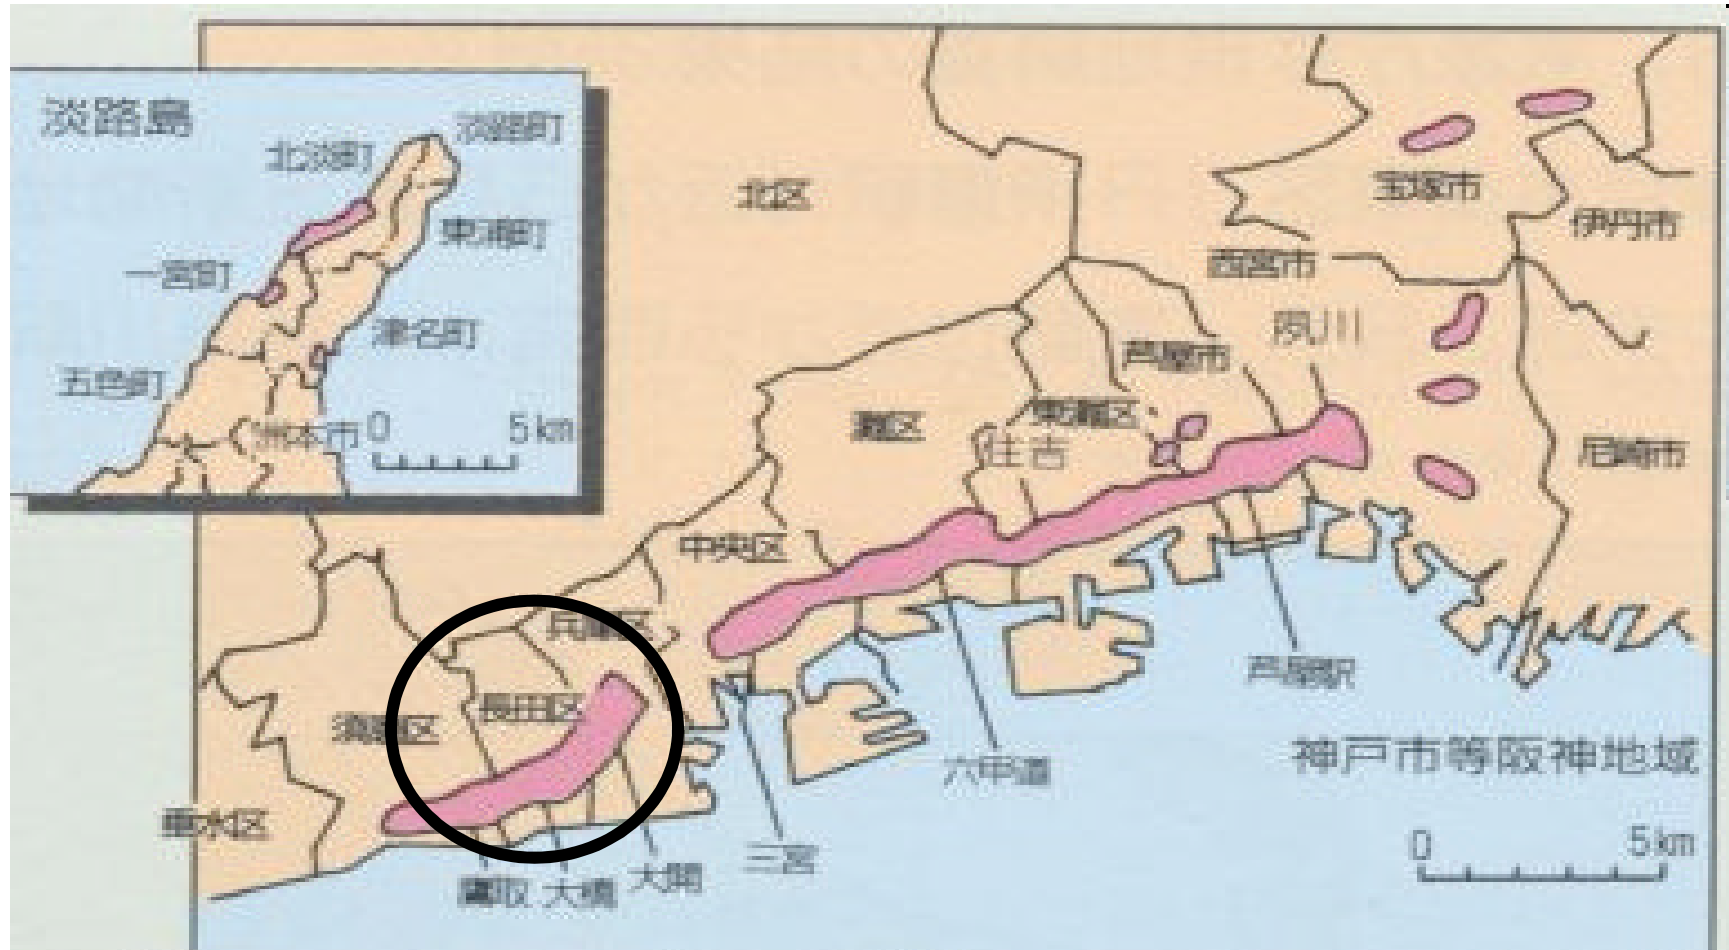 淡路島
淡路町
北淡町
東浦町
一宮町
津名町
五色町
洲本市
0 5km
北区
宝塚市
伊丹市
西宮市
夙川
芦屋市
東灘区
灘区
住吉
尼崎市
中央区
兵庫区
長田区
須磨区
垂水区
芦屋駅
六甲道
三宮
大開
大橋
鷹取
神戸市等阪神地域
0 5km